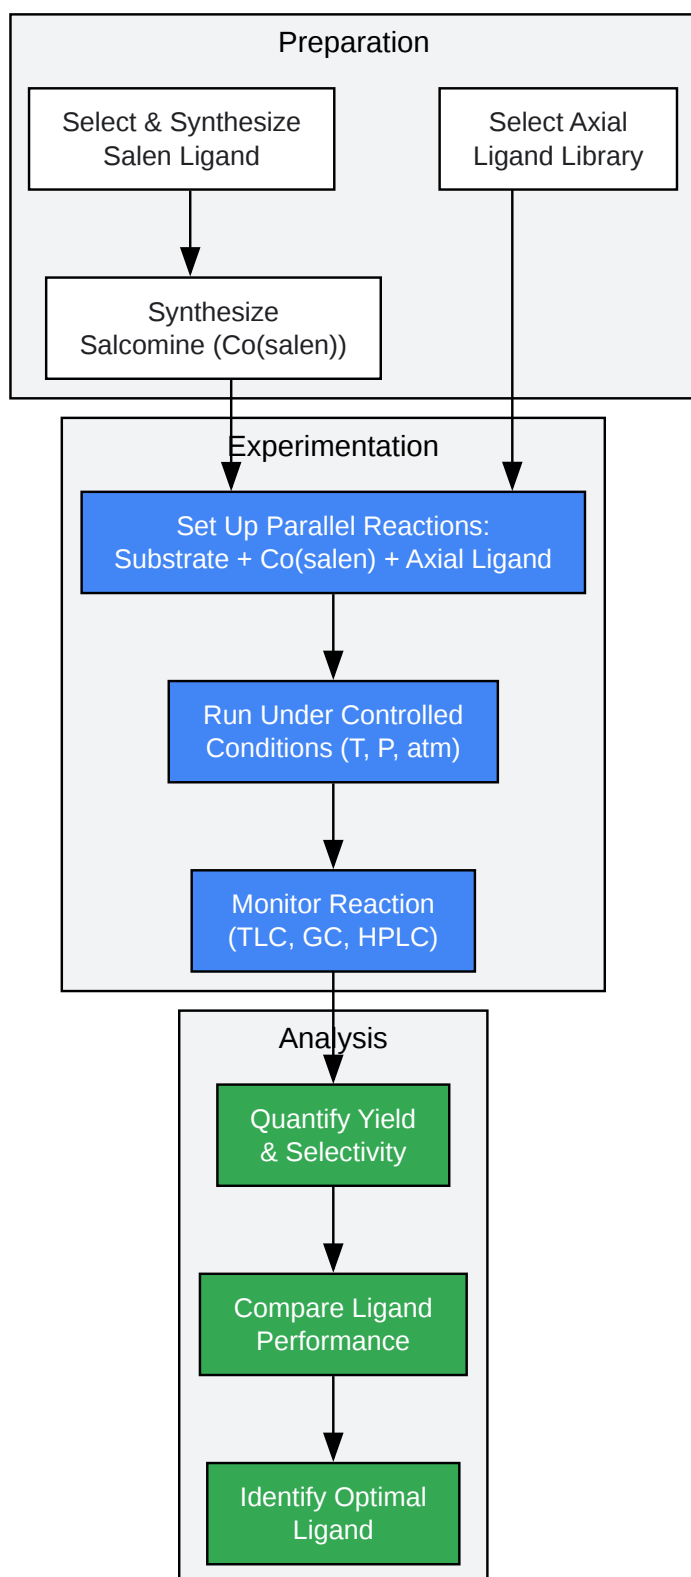 Preparation
Select & Synthesize
Salen Ligand
Select Axial
Ligand Library
Synthesize
Salcomine (Co(salen))
Experimentation
Set Up Parallel Reactions:
Substrate + Co(salen) + Axial Ligand
Run Under Controlled
Conditions (T, P, atm)
Monitor Reaction
(TLC, GC, HPLC)
Analysis
Quantify Yield
& Selectivity
Compare Ligand
Performance
Identify Optimal
Ligand